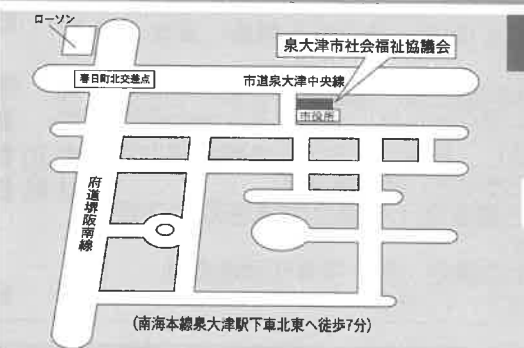 ローソン
泉大津市社会福祉協議会
春日町北交差点
市道泉大津中央線
市役所
府道堺阪南線
(南海本線泉大津駅下車北東へ徒歩7分)